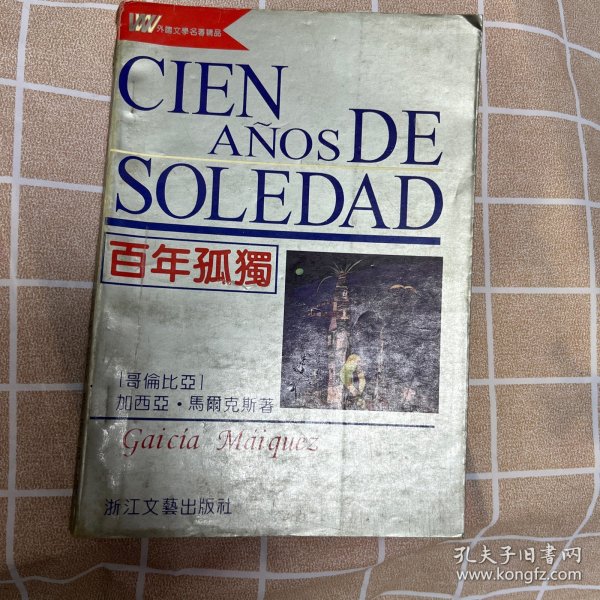 外國文學名著精品
CIEN
AÑOS DE
SOLEDAD
百年孤獨
[哥倫比亞]
加西亞·馬爾克斯著
Gaicía Máiquez
浙江文藝出版社
孔夫子旧书网
www.kongfz.com